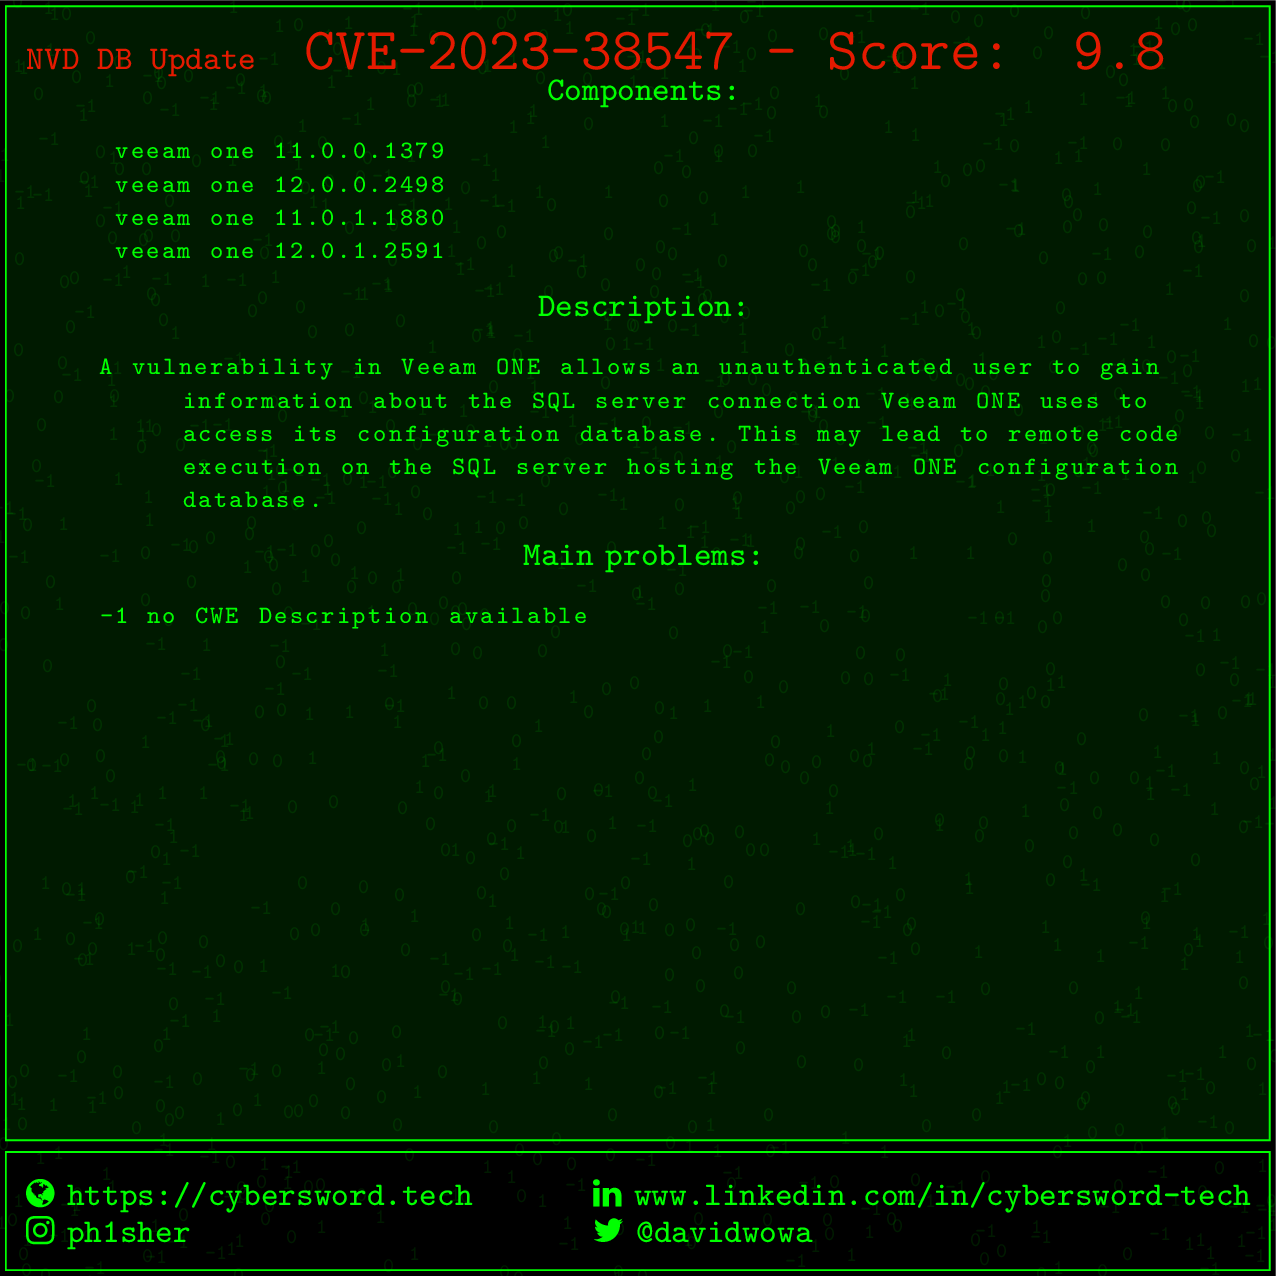 NVD DB Update CVE-2023-38547 - Score: 9.8
Components:
veeam one 11.0.0.1379
veeam one 12.0.0.2498
veeam one 11.0.1.1880
veeam one 12.0.1.2591
Description:
A vulnerability in Veeam ONE allows an unauthenticated user to gain
information about the SQL server connection Veeam ONE uses to
access its configuration database. This may lead to remote code
execution on the SQL server hosting the Veeam ONE configuration
database.
Main problems:
-1 no CWE Description available
https://cybersword.tech
www.linkedin.com/in/cybersword-tech
ph1sher
@davidwowa